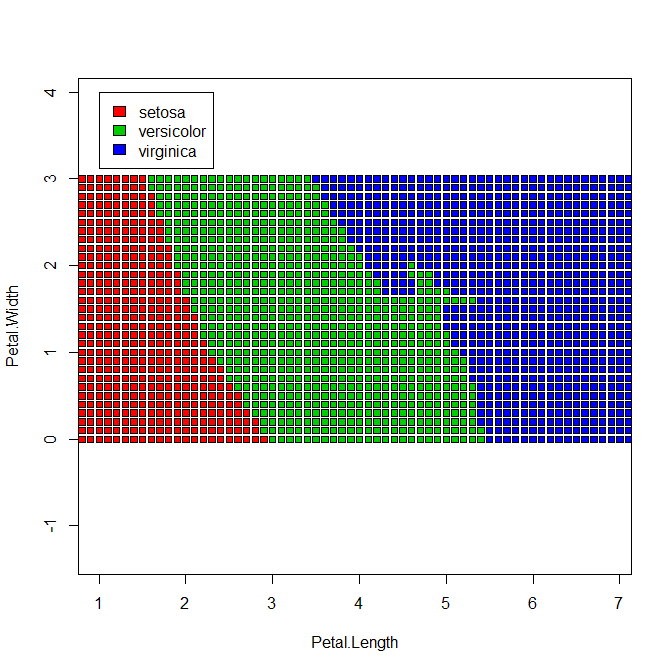 4
3
2
1
0
-1
Petal.Width
setosa
versicolor
virginica
1 2 3 4 5 6 7
Petal.Length